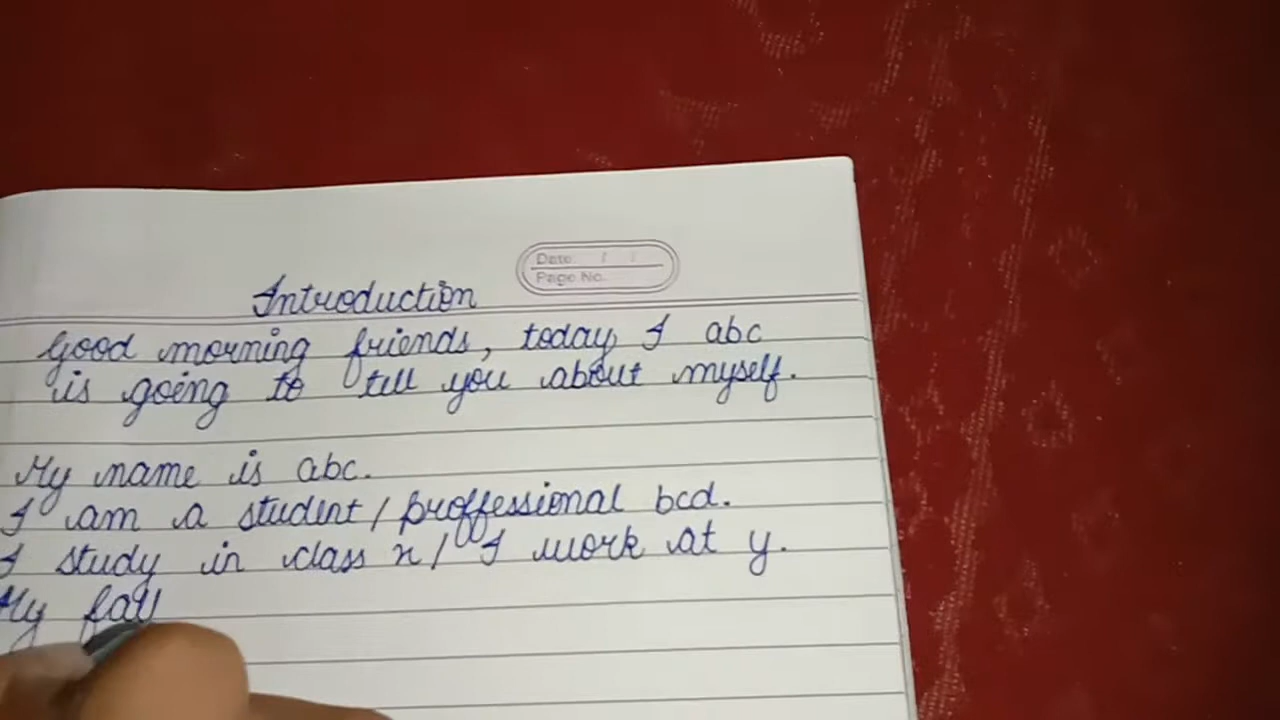 Date / /
Page No.
Introduction
Good morning friends, today I abc
is going to tell you about myself.
My name is abc.
I am a student / proffessional bcd.
I study in class x / I work at y.
My fav